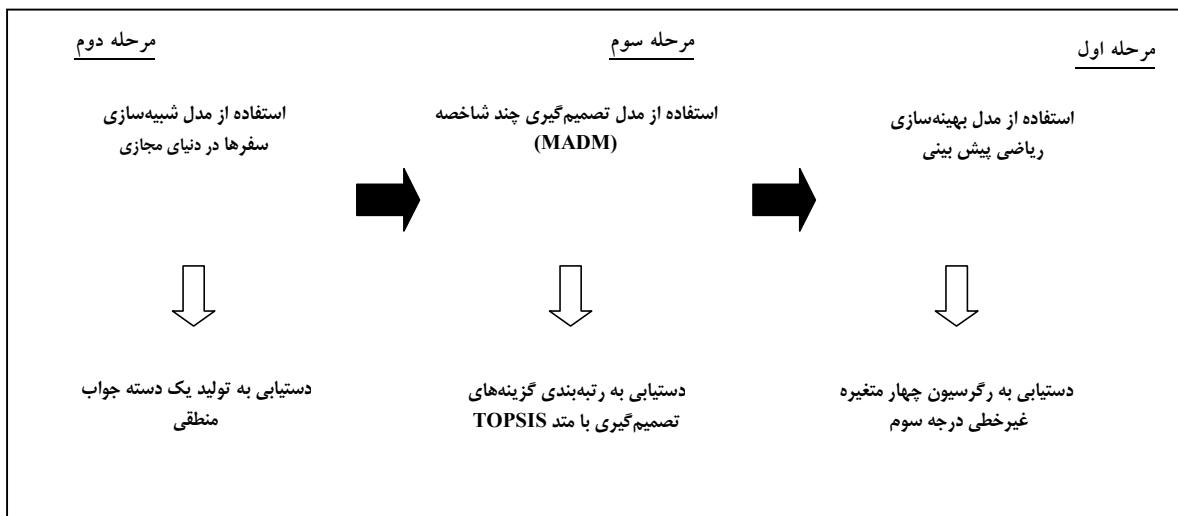 مرحله اول
استفاده از مدل بهینه‌سازی
ریاضی پیش بینی
دستیابی به رگرسیون چهار متغیره
غیرخطی درجه سوم
مرحله سوم
استفاده از مدل تصمیم‌گیری چند شاخصه
(MADM)
دستیابی به رتبه‌بندی گزینه‌های
تصمیم‌گیری با متد TOPSIS
مرحله دوم
استفاده از مدل شبیه‌سازی
سفرها در دنیای مجازی
دستیابی به تولید یک دسته جواب
منطقی